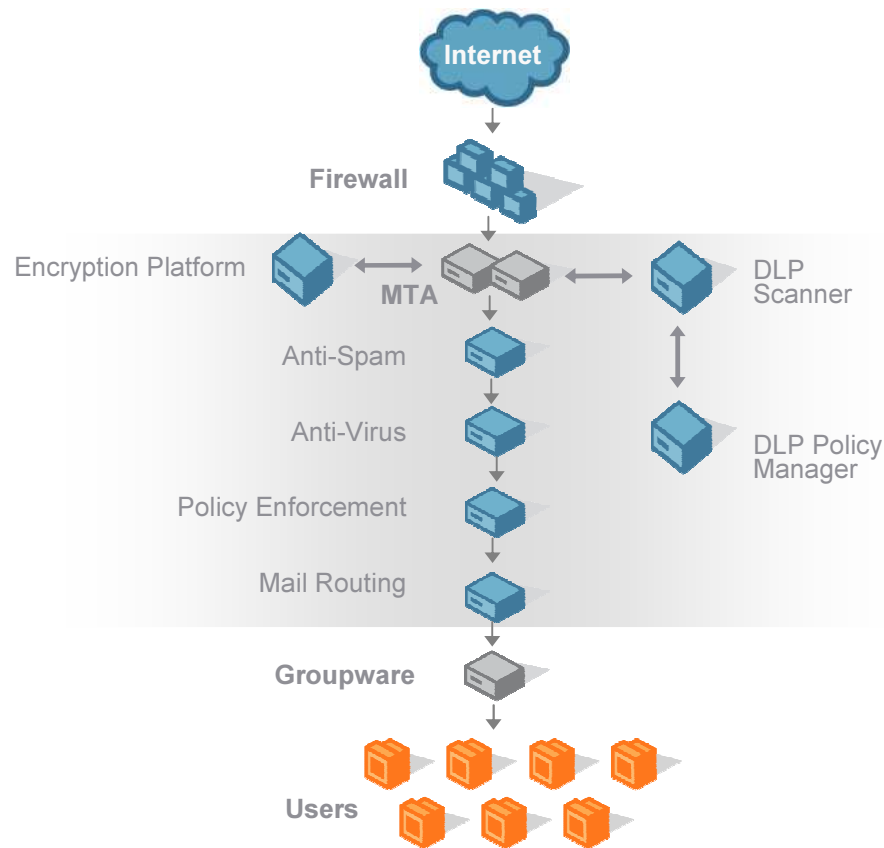 Internet
Firewall
Encryption Platform
MTA
DLP
Scanner
Anti-Spam
Anti-Virus
DLP Policy
Manager
Policy Enforcement
Mail Routing
Groupware
Users